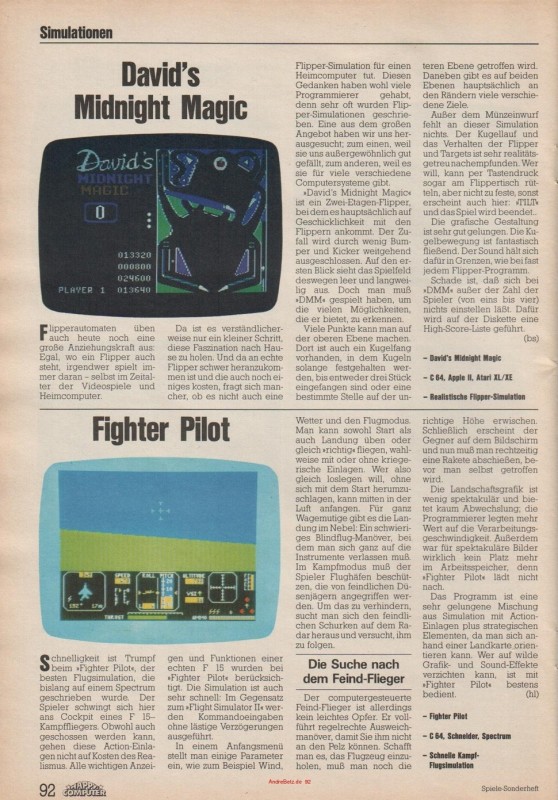 Simulationen
David's
Midnight Magic
David's
MIDNIGHT
MAGIC
0
013320
000000
024600
PLAYER 1 013640
Flipperautomaten üben
auch heute noch eine
große Anziehungskraft aus:
Egal, wo ein Flipper auch
steht, irgendwer spielt im-
mer daran – selbst im Zeital-
ter der Videospiele und
Heimcomputer.
Da ist es verständlicher-
weise nur ein kleiner Schritt,
diese Faszination nach Hau-
se zu holen. Und da an echte
Flipper schwer heranzukom-
men ist und die auch noch ei-
niges kosten, fragt sich man-
cher, ob es nicht auch eine
Flipper-Simulation für einen
Heimcomputer tut. Diesen
Gedanken haben wohl viele
Programmierer gehabt,
denn sehr oft wurden Flip-
per-Simulationen geschrie-
ben. Eine aus dem großen
Angebot haben wir uns her-
ausgesucht; zum einen, weil
sie uns außergewöhnlich gut
gefällt, zum anderen, weil es
sie für viele verschiedene
Computersysteme gibt.
»David's Midnight Magic«
ist ein Zwei-Etagen-Flipper,
bei dem es hauptsächlich auf
Geschicklichkeit mit den
Flippern ankommt. Der Zu-
fall wird durch wenig Bum-
per und Kicker weitgehend
ausgeschlossen. Auf den er-
sten Blick sieht das Spielfeld
deswegen leer und langwei-
lig aus. Doch man muß
»DMM« gespielt haben, um
die vielen Möglichkeiten,
die er bietet, zu erkennen.
Viele Punkte kann man auf
der oberen Ebene machen.
Dort ist auch ein Kugelfang
vorhanden, in dem Kugeln
solange festgehalten wer-
den, bis entweder drei Stück
eingefangen sind oder eine
bestimmte Stelle auf der un-
teren Ebene getroffen wird.
Daneben gibt es auf beiden
Ebenen hauptsächlich an
den Rändern viele verschie-
dene Ziele.
Außer dem Münzeinwurf
fehlt an dieser Simulation
nichts. Der Kugellauf und
das Verhalten der Flipper
und Targets ist sehr realitäts-
getreu nachempfunden. Wer
will, kann per Tastendruck
sogar am Flippertisch rüt-
teln, aber nicht zu feste, sonst
erscheint auch hier: »TILT«
und das Spiel wird beendet..
Die grafische Gestaltung
ist sehr gut gelungen. Die Ku-
gelbewegung ist fantastisch
fließend. Der Sound hält sich
dafür in Grenzen, wie bei fast
jedem Flipper-Programm.
Schade ist, daß sich bei
»DMM« außer der Zahl der
Spieler (von eins bis vier)
nichts einstellen läßt. Dafür
wird auf der Diskette eine
High-Score-Liste geführt.
(bs)
– David's Midnight Magic
– C 64, Apple II, Atari XL/XE
– Realistische Flipper-Simulation
Fighter Pilot
SPEED
ROLL
PITCH
ALTITUDE
TARGET
Schnelligkeit ist Trumpf
beim »Fighter Pilot«, der
besten Flugsimulation, die
bislang auf einem Spectrum
geschrieben wurde. Der
Spieler schwingt sich hier
ans Cockpit eines F 15-
Kampffliegers. Obwohl auch
geschossen werden kann,
gehen diese Action-Einla-
gen nicht auf Kosten des Rea-
lismus. Alle wichtigen Anzei-
gen und Funktionen einer
echten F 15 wurden bei
»Fighter Pilot« berücksich-
tigt. Die Simulation ist auch
sehr schnell: Im Gegensatz
zum »Flight Simulator II« wer-
den Kommandoeingaben
ohne lästige Verzögerungen
ausgeführt.
In einem Anfangsmenü
stellt man einige Parameter
ein, wie zum Beispiel Wind,
Wetter und den Flugmodus.
Man kann sowohl Start als
auch Landung üben oder
gleich »richtig« fliegen, wahl-
weise mit oder ohne kriege-
rische Einlagen. Wer also
gleich loslegen will, ohne
sich mit dem Start herumzu-
schlagen, kann mitten in der
Luft anfangen. Für ganz
Wagemutige gibt es die Lan-
dung im Nebel: Ein schwieri-
ges Blindflug-Manöver, bei
dem man sich ganz auf die
Instrumente verlassen muß.
Im Kampfmodus muß der
Spieler Flughäfen beschüt-
zen, die von feindlichen Dü-
senjägern angegriffen wer-
den. Um das zu verhindern,
sucht man sich den feindli-
chen Schurken auf dem Ra-
dar heraus und versucht, ihm
zu folgen.
Die Suche nach
dem Feind-Flieger
Der computergesteuerte
Feind-Flieger ist allerdings
kein leichtes Opfer. Er voll-
führt regelrechte Ausweich-
manöver, damit Sie ihm nicht
an den Pelz können. Schafft
man es, das Flugzeug einzu-
holen, muß man noch die
richtige Höhe erwischen.
Schließlich erscheint der
Gegner auf dem Bildschirm
und nun muß man rechtzeitig
eine Rakete abschießen, be-
vor man selbst getroffen
wird.
Die Landschaftsgrafik ist
wenig spektakulär und bie-
tet kaum Abwechslung; die
Programmierer legten mehr
Wert auf die Verarbeitungs-
geschwindigkeit. Außerdem
war für spektakuläre Bilder
wirklich kein Platz mehr
im Arbeitsspeicher, denn
»Fighter Pilot« lädt nicht
nach.
Das Programm ist eine
sehr gelungene Mischung
aus Simulation mit Action-
Einlagen plus strategischen
Elementen, da man sich an-
hand einer Landkarte orien-
tieren kann. Wer auf wilde
Grafik- und Sound-Effekte
verzichten kann, ist mit
»Fighter Pilot« bestens
bedient. (hl)
– Fighter Pilot
– C 64, Schneider, Spectrum
– Schnelle Kampf-
Flugsimulation
92
HAPPY
COMPUTER
AndreBetz.de 92
Spiele-Sonderheft